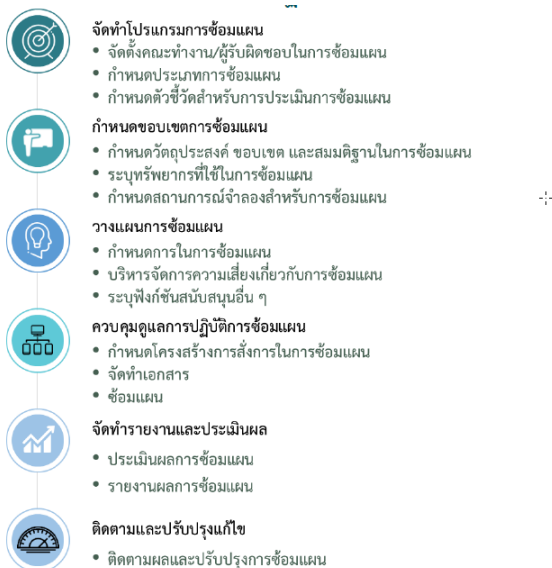 จัดทำโปรแกรมการซ้อมแผน
• จัดตั้งคณะทำงาน/ผู้รับผิดชอบในการซ้อมแผน
• กำหนดประเภทการซ้อมแผน
• กำหนดตัวชี้วัดสำหรับการประเมินการซ้อมแผน
กำหนดขอบเขตการซ้อมแผน
• กำหนดวัตถุประสงค์ ขอบเขต และสมมติฐานในการซ้อมแผน
• ระบุทรัพยากรที่ใช้ในการซ้อมแผน
• กำหนดสถานการณ์จำลองสำหรับการซ้อมแผน
วางแผนการซ้อมแผน
• กำหนดการในการซ้อมแผน
• บริหารจัดการความเสี่ยงเกี่ยวกับการซ้อมแผน
• ระบุฟังก์ชันสนับสนุนอื่น ๆ
ควบคุมดูแลการปฏิบัติการซ้อมแผน
• กำหนดโครงสร้างการสั่งการในการซ้อมแผน
• จัดทำเอกสาร
• ซ้อมแผน
จัดทำรายงานและประเมินผล
• ประเมินผลการซ้อมแผน
• รายงานผลการซ้อมแผน
ติดตามและปรับปรุงแก้ไข
• ติดตามผลและปรับปรุงการซ้อมแผน